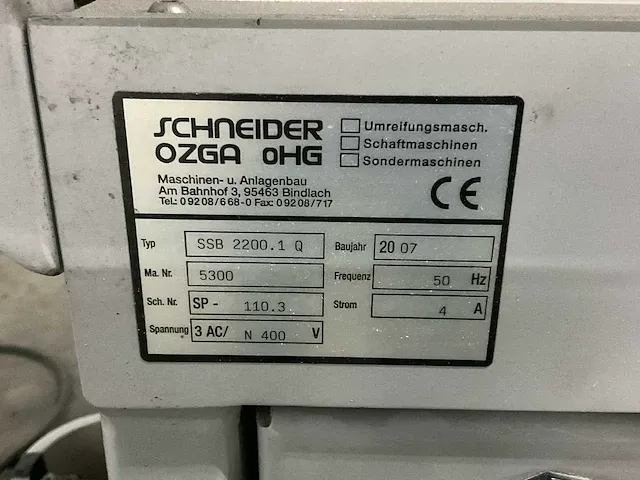 SCHNEIDER
OZGA oHG
Umreifungsmasch.
Schaftmaschinen
Sondermaschinen
Maschinen- u. Anlagenbau
Am Bahnhof 3, 95463 Bindlach
Tel.: 09208/668-0 Fax: 09208/717
CE
Typ SSB 2200.1 Q Baujahr 20 07
Ma. Nr. 5300 Frequenz 50 Hz
Sch. Nr. SP- 110.3 Strom 4 A
Spannung 3 AC/ N 400 V